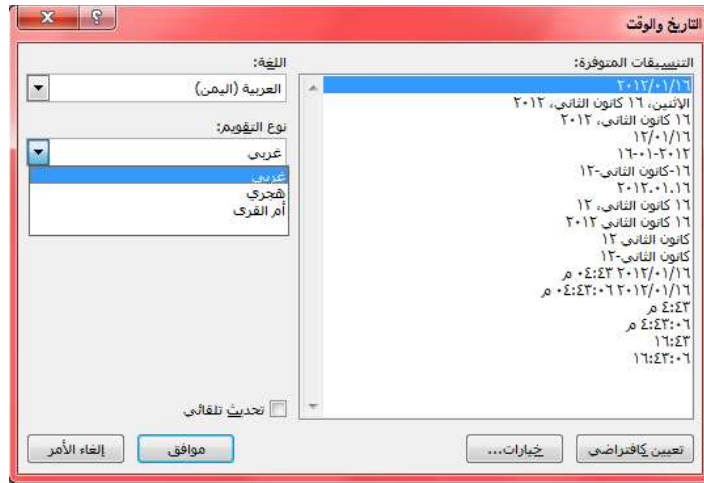 التاريخ والوقت
التنسيقات المتوفرة:
٢٠١٢/٠١/١٦
الإثنين، ١٦ كانون الثاني، ٢٠١٢
١٦ كانون الثاني، ٢٠١٢
١٢/٠١/١٦
١٦-٠١-٢٠١٢
١٦-كانون الثاني-١٢
٢٠١٢.٠١.١٦
١٦ كانون الثاني، ١٢
١٦ كانون الثاني ٢٠١٢
كانون الثاني ١٢
كانون الثاني-١٢
٢٠١٢/٠١/١٦ ٠٤:٤٣ م
٢٠١٢/٠١/١٦ ٠٤:٤٣:٠٦ م
٤:٤٣ م
٤:٤٣:٠٦ م
١٦:٤٣
١٦:٤٣:٠٦
اللغة:
العربية (اليمن)
نوع التقويم:
غربي
غربي
هجري
أم القرى
تحديث تلقائي
تعيين كافتراضي
خيارات...
موافق
إلغاء الأمر